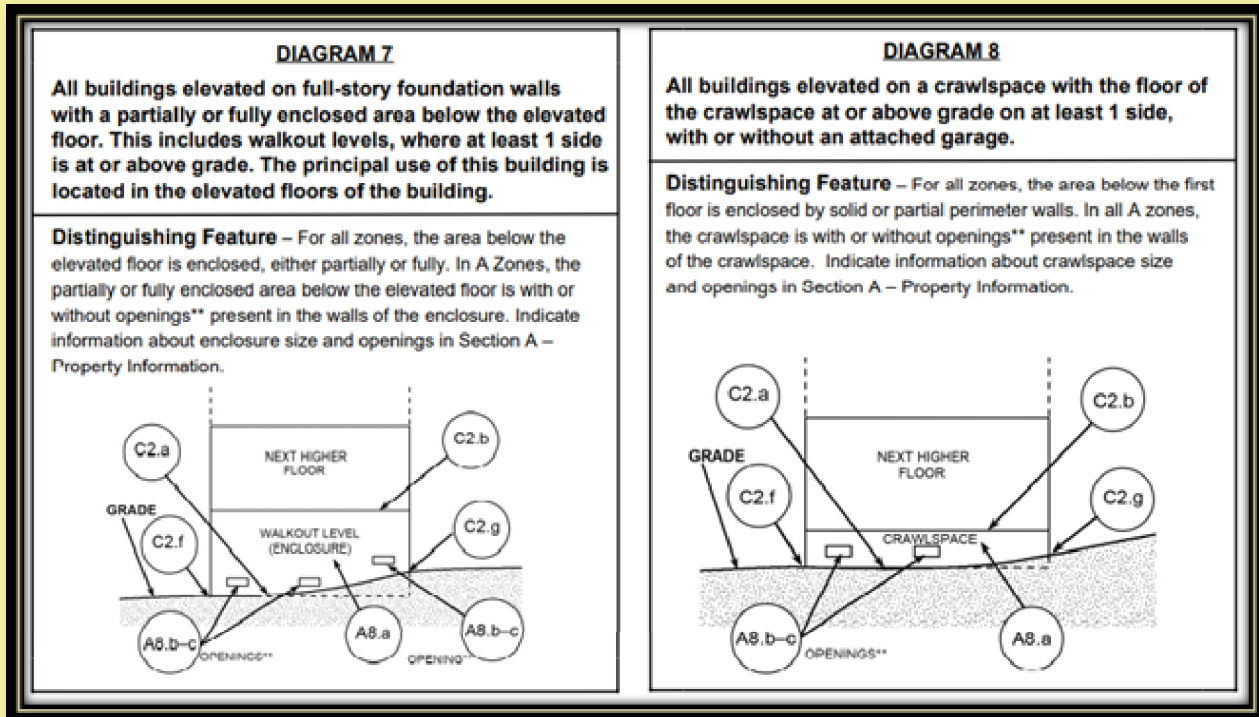 DIAGRAM 7
All buildings elevated on full-story foundation walls
with a partially or fully enclosed area below the elevated
floor. This includes walkout levels, where at least 1 side
is at or above grade. The principal use of this building is
located in the elevated floors of the building.
Distinguishing Feature – For all zones, the area below the
elevated floor is enclosed, either partially or fully. In A Zones, the
partially or fully enclosed area below the elevated floor is with or
without openings** present in the walls of the enclosure. Indicate
information about enclosure size and openings in Section A –
Property Information.
C2.a
NEXT HIGHER
FLOOR
C2.b
GRADE
C2.f
WALKOUT LEVEL
(ENCLOSURE)
C2.g
A8.b–c
OPENINGS**
A8.a
OPENING**
A8.b–c
DIAGRAM 8
All buildings elevated on a crawlspace with the floor of
the crawlspace at or above grade on at least 1 side,
with or without an attached garage.
Distinguishing Feature – For all zones, the area below the first
floor is enclosed by solid or partial perimeter walls. In all A zones,
the crawlspace is with or without openings** present in the walls
of the crawlspace. Indicate information about crawlspace size
and openings in Section A – Property Information.
C2.a
C2.b
GRADE
NEXT HIGHER
FLOOR
C2.f
C2.g
CRAWLSPACE
A8.b–c
OPENINGS**
A8.a